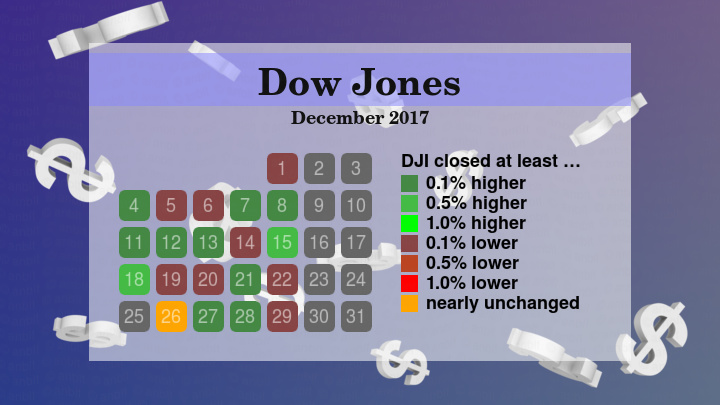 Dow Jones
December 2017
1 2 3
4 5 6 7 8 9 10
11 12 13 14 15 16 17
18 19 20 21 22 23 24
25 26 27 28 29 30 31
DJI closed at least …
0.1% higher
0.5% higher
1.0% higher
0.1% lower
0.5% lower
1.0% lower
nearly unchanged